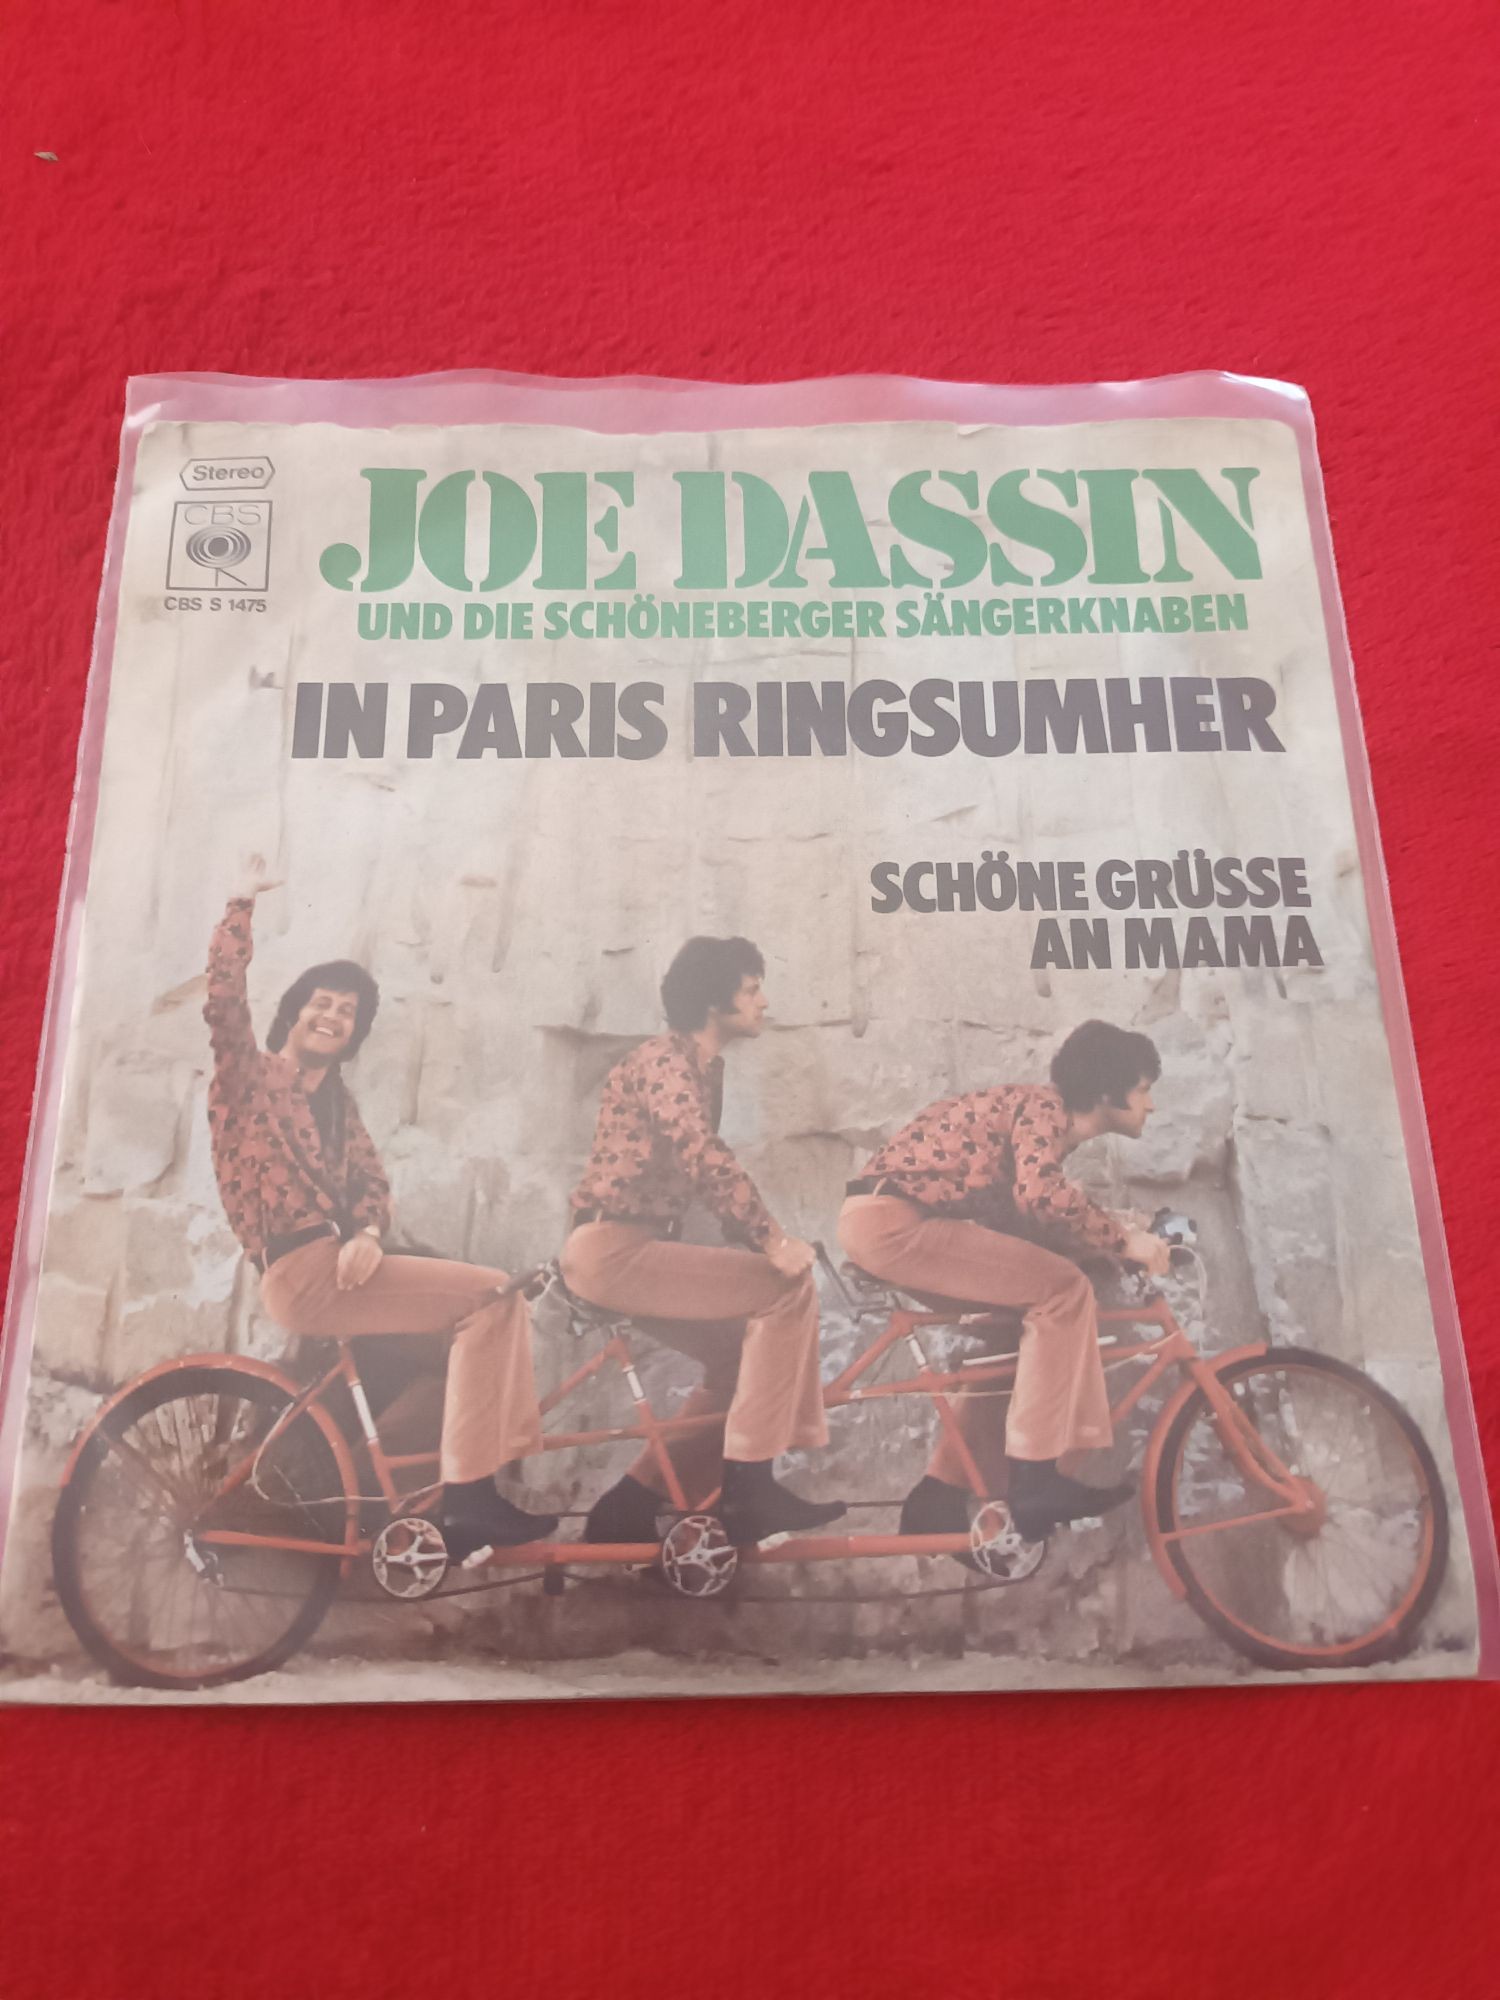 Stereo
CBS
CBS S 1475
JOE DASSIN
UND DIE SCHÖNEBERGER SÄNGERKNABEN
IN PARIS RINGSUMHER
SCHÖNE GRÜSSE
AN MAMA